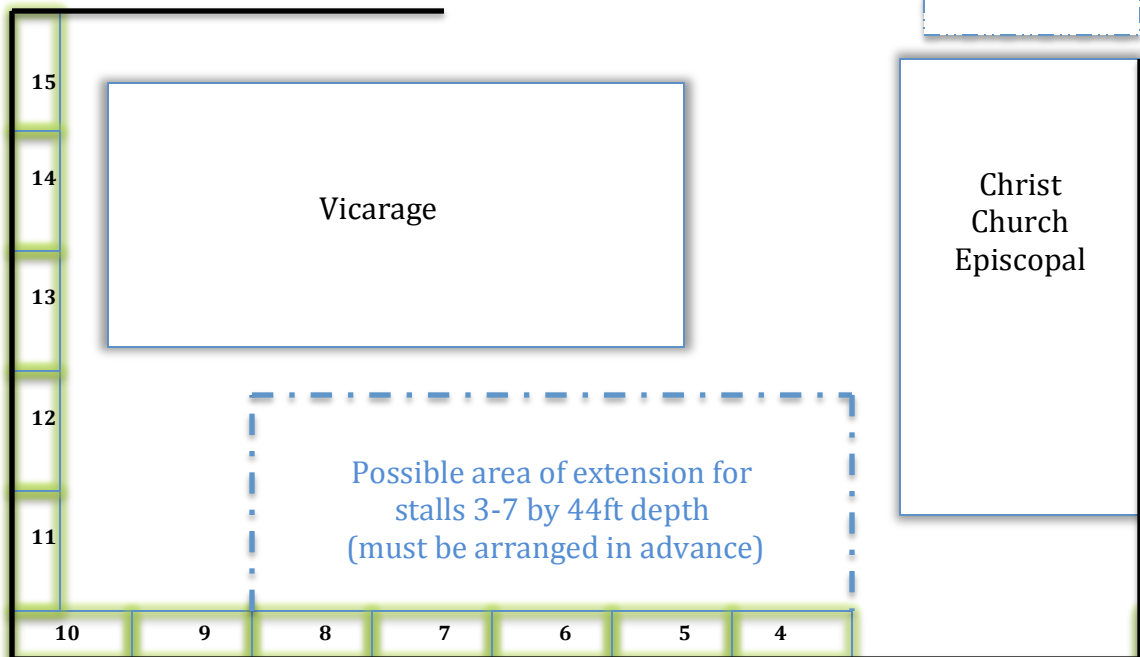 15
14
Vicarage
Christ
Church
Episcopal
13
12
Possible area of extension for
stalls 3-7 by 44ft depth
(must be arranged in advance)
11
10 9 8 7 6 5 4